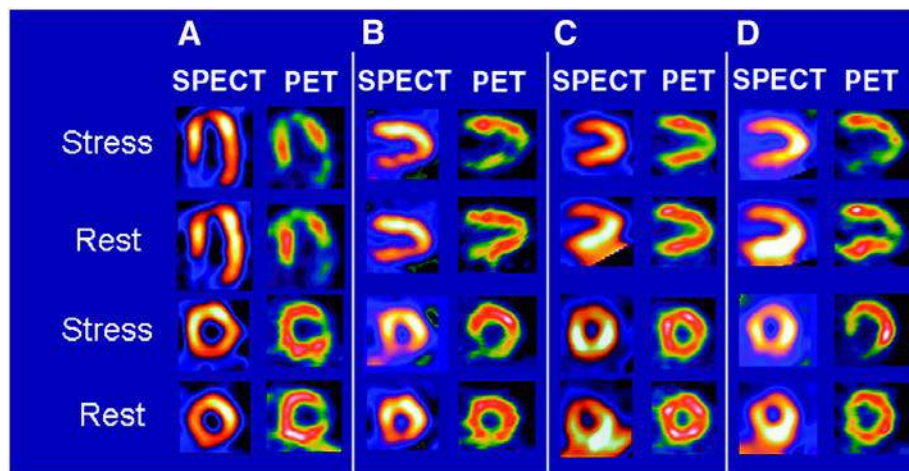 A B C D
SPECT PET SPECT PET SPECT PET SPECT PET
Stress
Rest
Stress
Rest